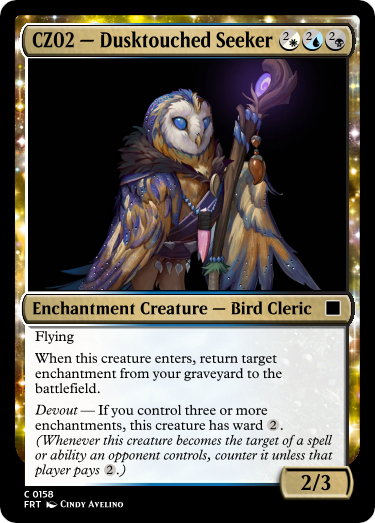 CZ02 — Dusktouched Seeker 2 2 2
Enchantment Creature — Bird Cleric
Flying
When this creature enters, return target
enchantment from your graveyard to the
battlefield.
Devout — If you control three or more
enchantments, this creature has ward 2.
(Whenever this creature becomes the target of a spell
or ability an opponent controls, counter it unless that
player pays 2.)
2/3
C 0158
FRT Cindy Avelino